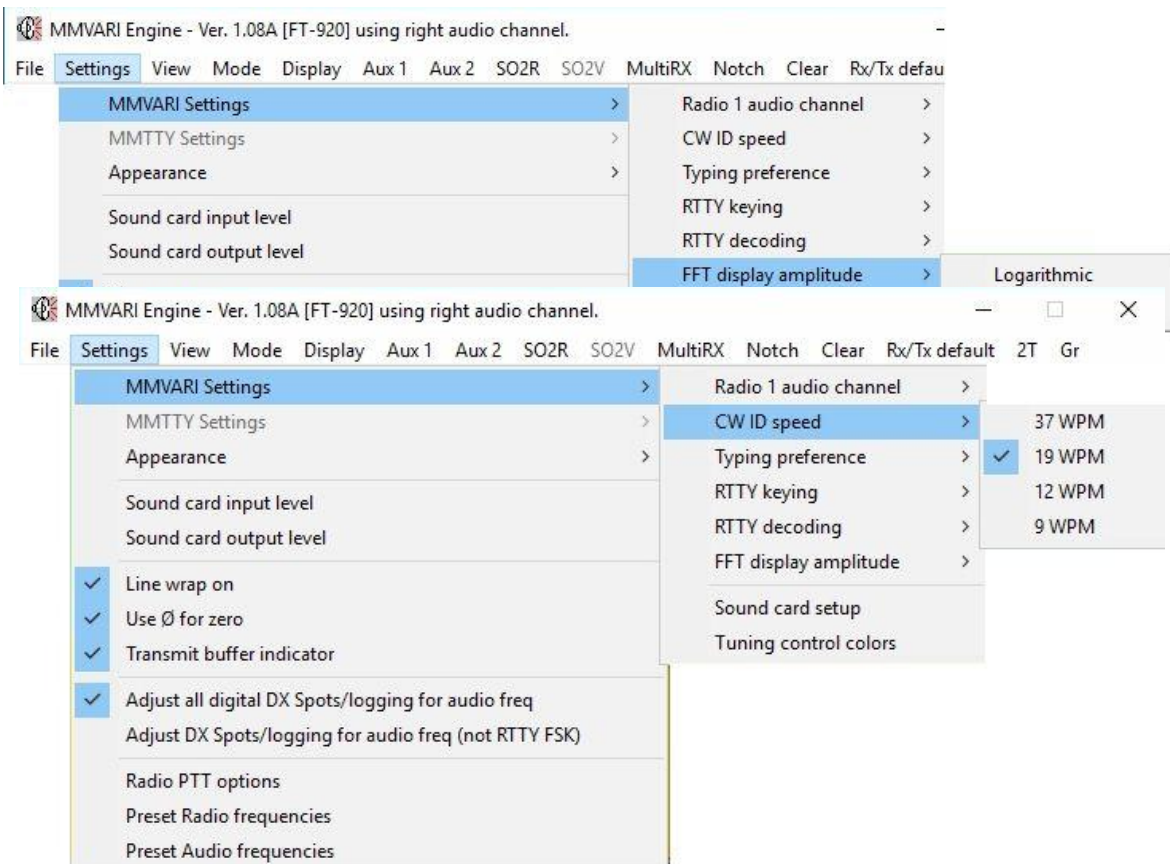 MMVARI Engine - Ver. 1.08A [FT-920] using right audio channel.
File Settings View Mode Display Aux 1 Aux 2 SO2R SO2V MultiRX Notch Clear Rx/Tx defau
MMVARI Settings Radio 1 audio channel
MMTTY Settings CW ID speed
Appearance Typing preference
RTTY keying
Sound card input level
RTTY decoding
Sound card output level
FFT display amplitude Logarithmic
MMVARI Engine - Ver. 1.08A [FT-920] using right audio channel.
File Settings View Mode Display Aux 1 Aux 2 SO2R SO2V MultiRX Notch Clear Rx/Tx default 2T Gr
MMVARI Settings Radio 1 audio channel
MMTTY Settings CW ID speed 37 WPM
Appearance Typing preference 19 WPM
RTTY keying 12 WPM
Sound card input level
RTTY decoding 9 WPM
Sound card output level
FFT display amplitude
Line wrap on
Sound card setup
Use Ø for zero
Tuning control colors
Transmit buffer indicator
Adjust all digital DX Spots/logging for audio freq
Adjust DX Spots/logging for audio freq (not RTTY FSK)
Radio PTT options
Preset Radio frequencies
Preset Audio frequencies